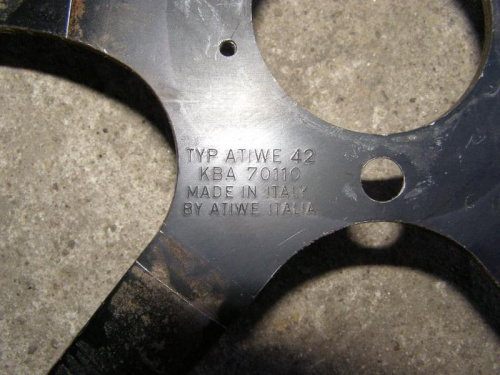 TYP ATIWE 42
KBA 70110
MADE IN ITALY
BY ATIWE ITALIA